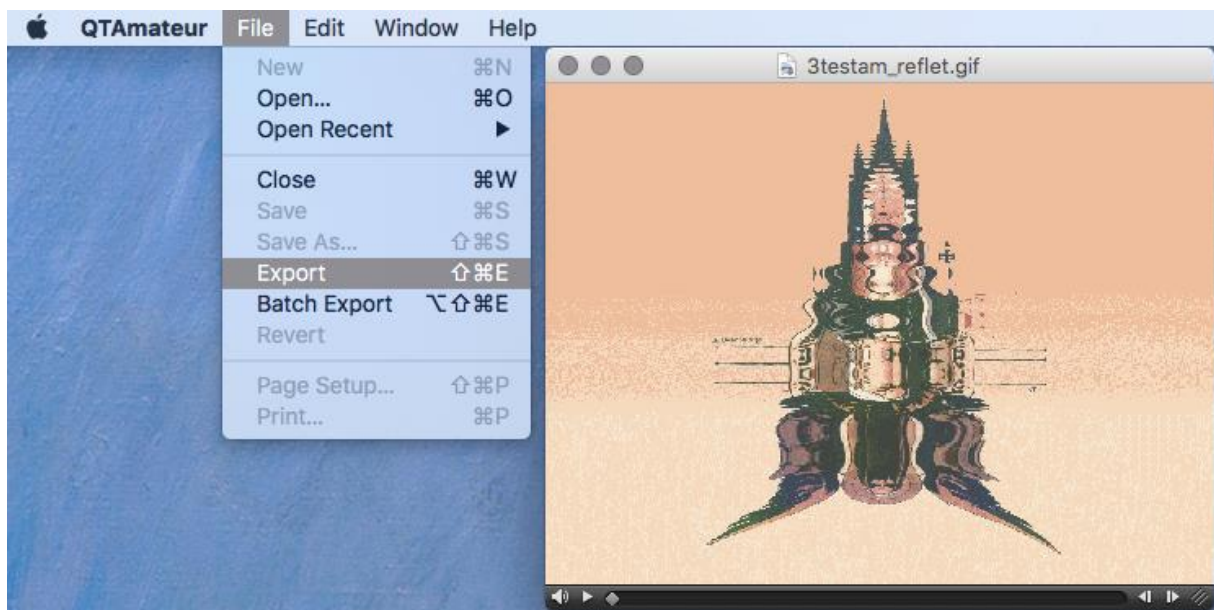 QTAmateur File Edit Window Help
New ⌘N
Open... ⌘O
Open Recent ▶
Close ⌘W
Save ⌘S
Save As... ⇧⌘S
Export ⇧⌘E
Batch Export ⌥⇧⌘E
Revert
Page Setup... ⇧⌘P
Print... ⌘P
3testam_reflet.gif